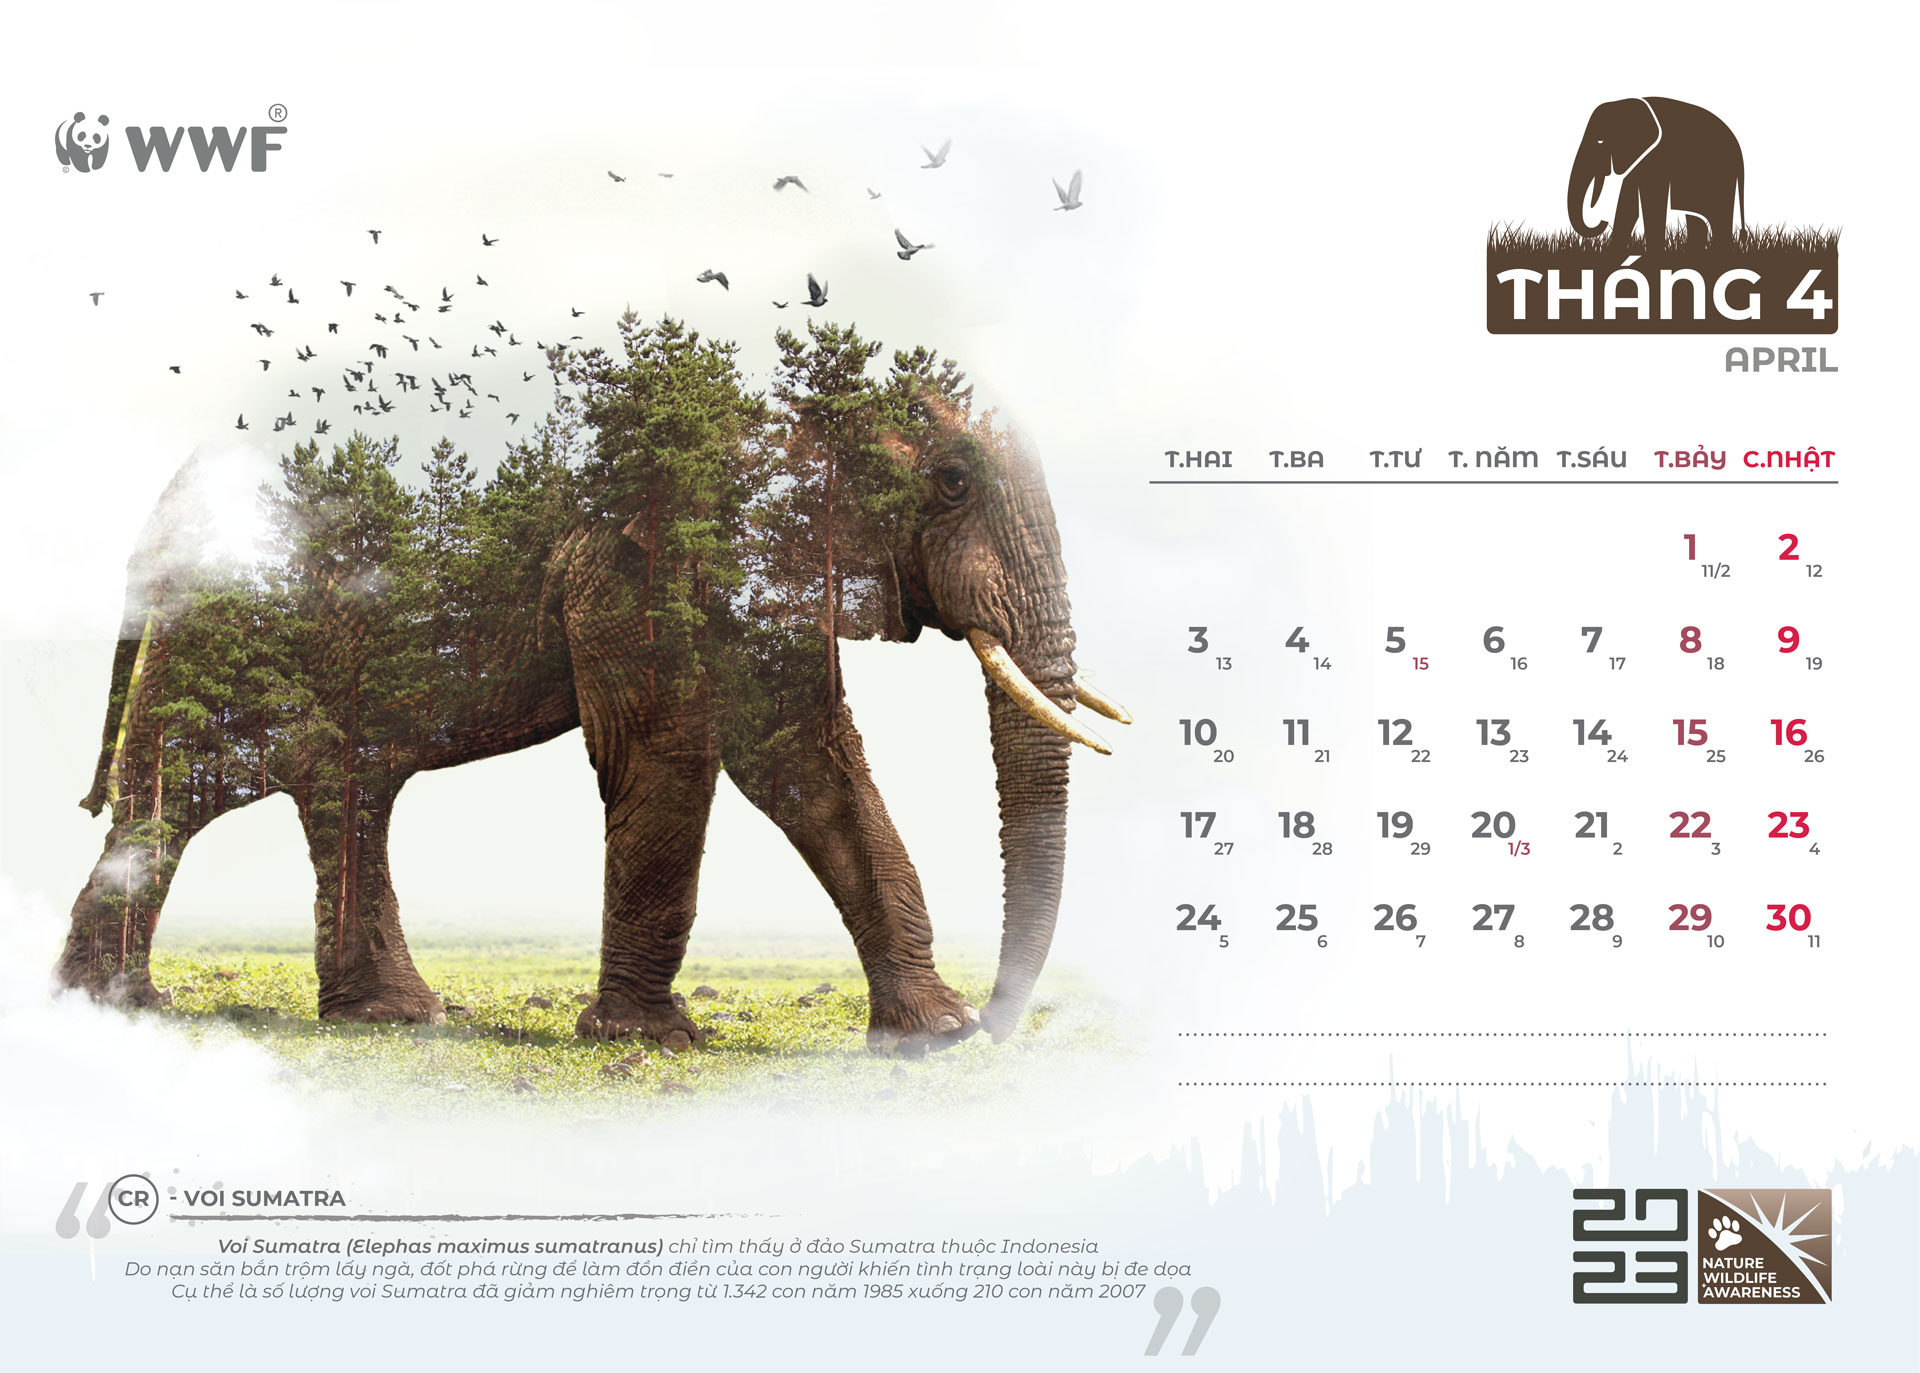 WWF®
©
THÁNG 4
APRIL
T.HAI T.BA T.TƯ T. NĂM T.SÁU T.BẢY C.NHẬT
1 11/2 2 12
3 13 4 14 5 15 6 16 7 17 8 18 9 19
10 20 11 21 12 22 13 23 14 24 15 25 16 26
17 27 18 28 19 29 20 1/3 21 2 22 3 23 4
24 5 25 6 26 7 27 8 28 9 29 10 30 11
“
CR - VOI SUMATRA
Voi Sumatra (Elephas maximus sumatranus) chỉ tìm thấy ở đảo Sumatra thuộc Indonesia
Do nạn săn bắn trộm lấy ngà, đốt phá rừng để làm đồn điền của con người khiến tình trạng loài này bị đe dọa
Cụ thể là số lượng voi Sumatra đã giảm nghiêm trọng từ 1.342 con năm 1985 xuống 210 con năm 2007
”
2023
NATURE
WILDLIFE
+AWARENESS